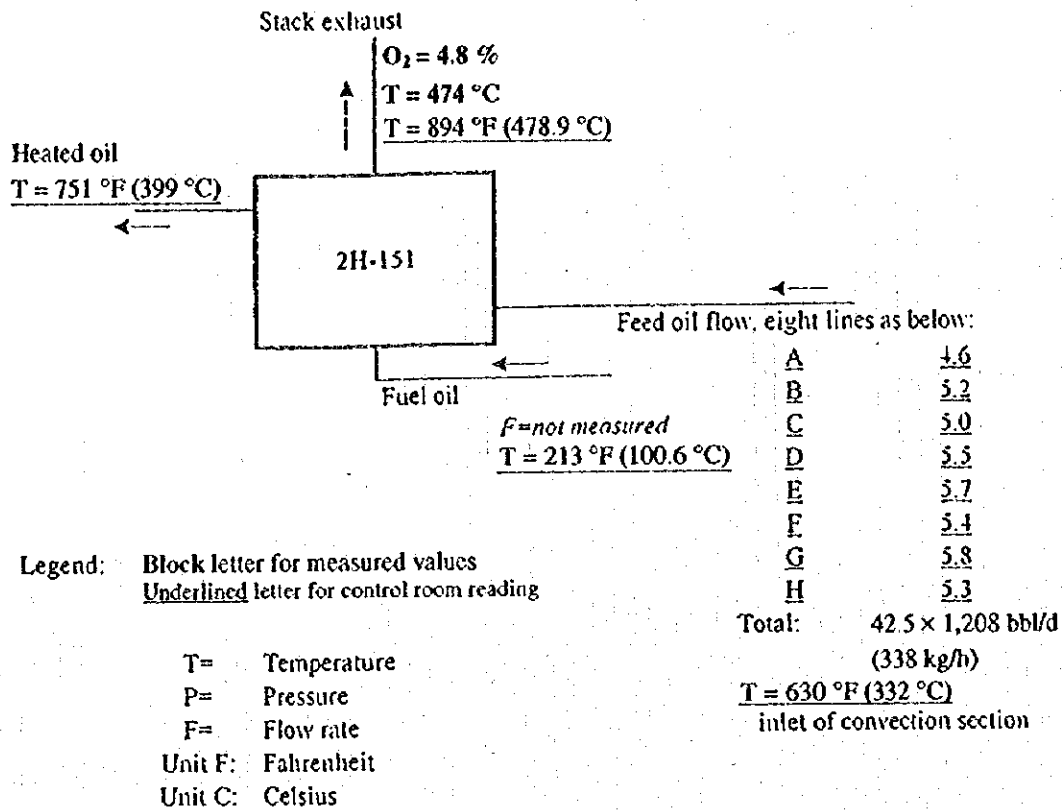 Stack exhaust
O₂ = 4.8 %
T = 474 °C
T = 894 °F (478.9 °C)
Heated oil
T = 751 °F (399 °C)
2H-151
Feed oil flow, eight lines as below:
A 4.6
B 5.2
C 5.0
D 5.5
E 5.7
F 5.4
G 5.8
H 5.3
Total: 42.5 × 1,208 bbl/d
(338 kg/h)
T = 630 °F (332 °C)
inlet of convection section
Fuel oil
F=not measured
T = 213 °F (100.6 °C)
Legend: Block letter for measured values
Underlined letter for control room reading
T= Temperature
P= Pressure
F= Flow rate
Unit F: Fahrenheit
Unit C: Celsius